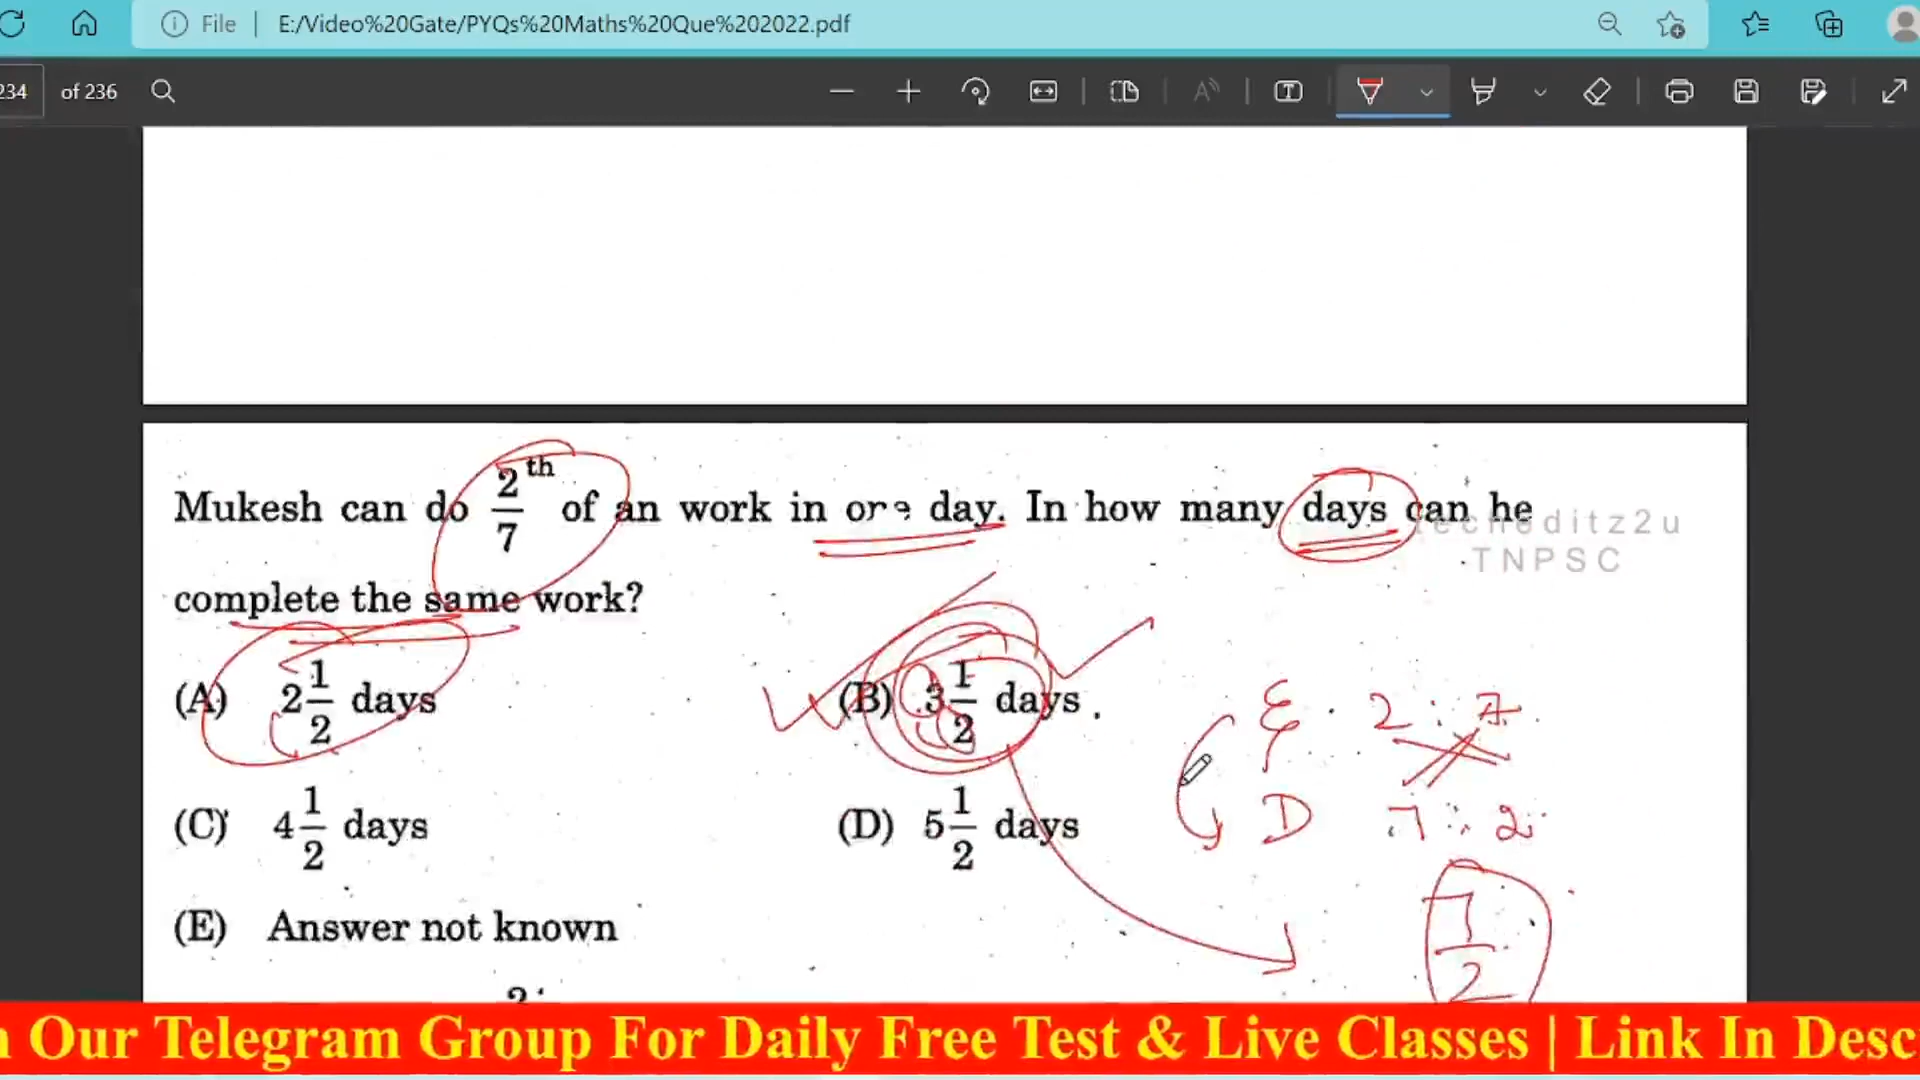 File | E:/Video%20Gate/PYQs%20Maths%20Que%202022.pdf
234 of 236
Mukesh can do 2/7 th of an work in one day. In how many days can he
techeditz2u
TNPSC
complete the same work?
(A) 2 1/2 days
(B) 3 1/2 days.
(C) 4 1/2 days
(D) 5 1/2 days
(E) Answer not known
E 2 : 7
D 7 : 2
7/2
Our Telegram Group For Daily Free Test & Live Classes | Link In Desc